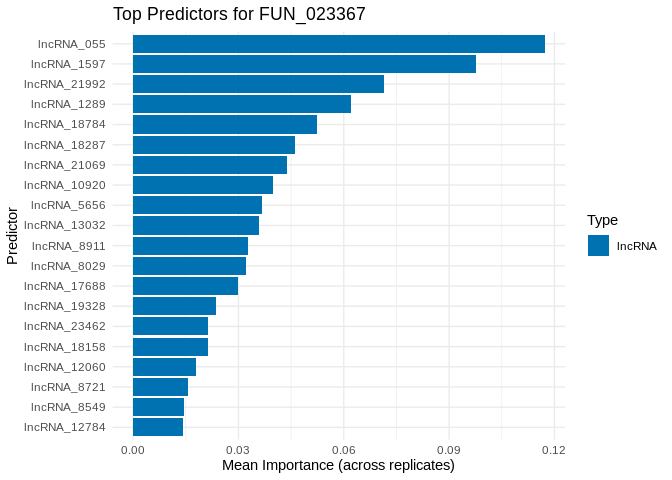 Top Predictors for FUN_023367
Predictor
lncRNA_055
lncRNA_1597
lncRNA_21992
lncRNA_1289
lncRNA_18784
lncRNA_18287
lncRNA_21069
lncRNA_10920
lncRNA_5656
lncRNA_13032
lncRNA_8911
lncRNA_8029
lncRNA_17688
lncRNA_19328
lncRNA_23462
lncRNA_18158
lncRNA_12060
lncRNA_8721
lncRNA_8549
lncRNA_12784
0.00 0.03 0.06 0.09 0.12
Mean Importance (across replicates)
Type
lncRNA